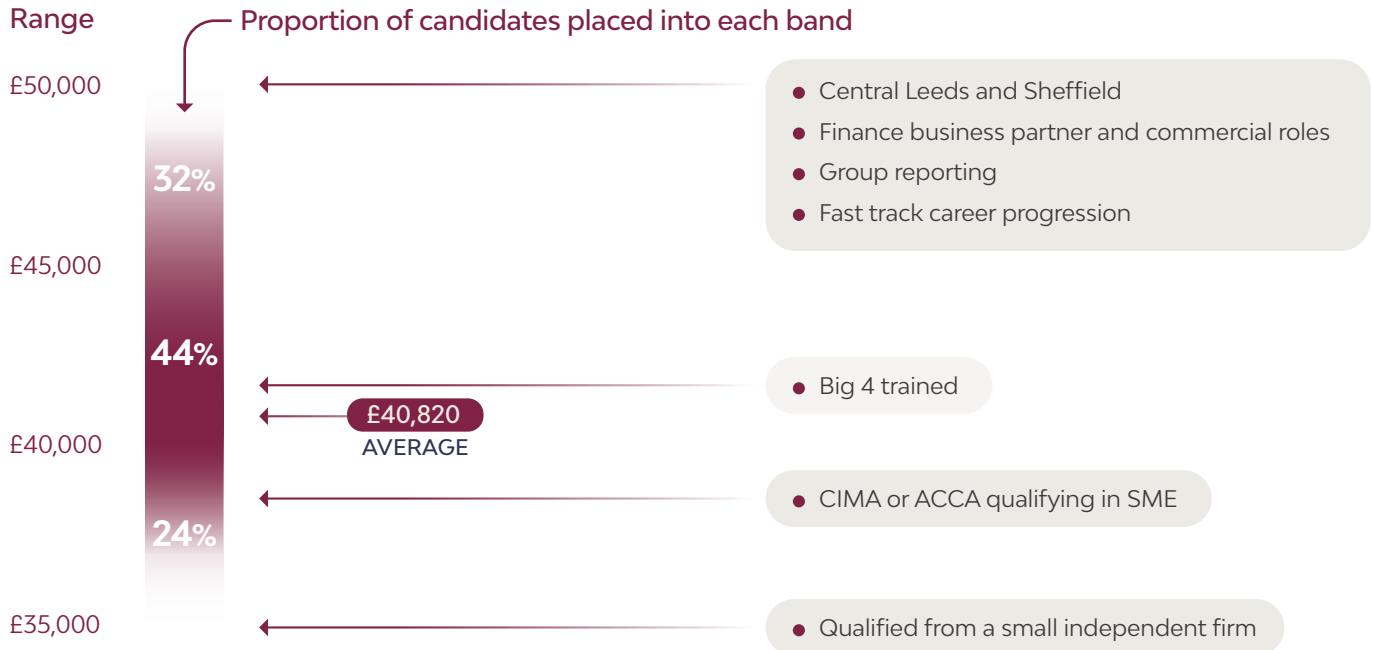 Range
Proportion of candidates placed into each band
£50,000
32%
£45,000
44%
£40,000
24%
£35,000
£40,820
AVERAGE
Central Leeds and Sheffield
Finance business partner and commercial roles
Group reporting
Fast track career progression
Big 4 trained
CIMA or ACCA qualifying in SME
Qualified from a small independent firm